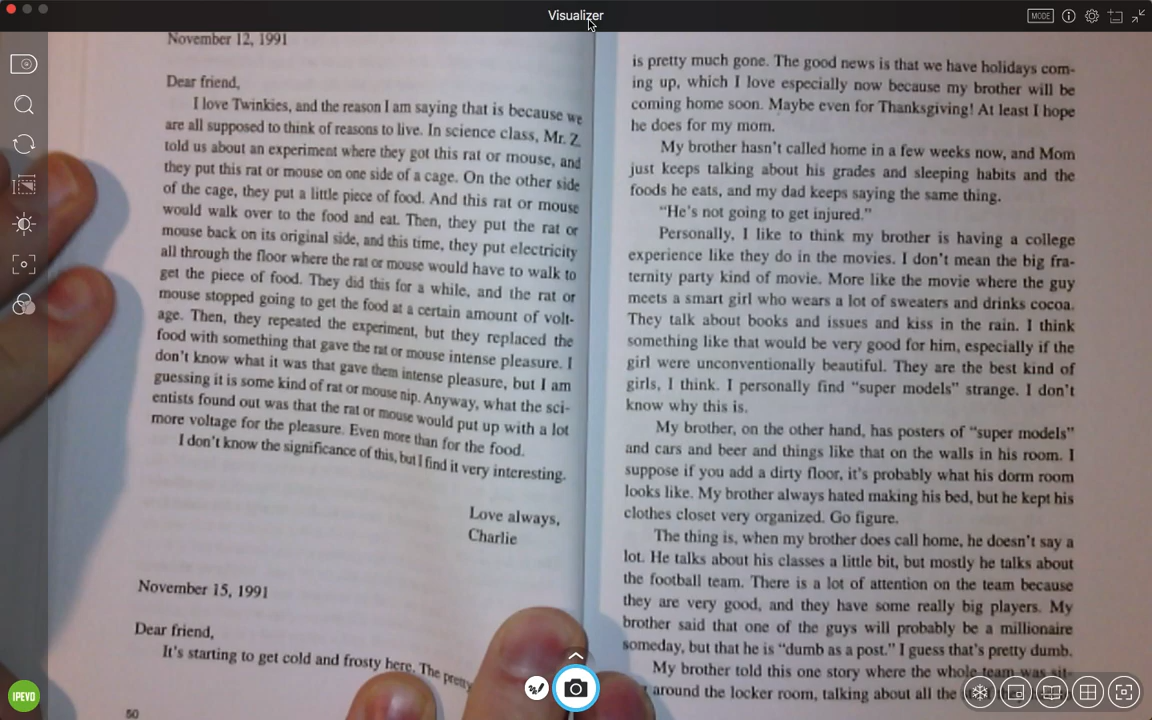 Visualizer
MODE
November 12, 1991
Dear friend,
I love Twinkies, and the reason I am saying that is because we
are all supposed to think of reasons to live. In science class, Mr. Z.
told us about an experiment where they got this rat or mouse, and
they put this rat or mouse on one side of a cage. On the other side
of the cage, they put a little piece of food. And this rat or mouse
would walk over to the food and eat. Then, they put the rat or
mouse back on its original side, and this time, they put electricity
all through the floor where the rat or mouse would have to walk to
get the piece of food. They did this for a while, and the rat or
mouse stopped going to get the food at a certain amount of volt-
age. Then, they repeated the experiment, but they replaced the
food with something that gave the rat or mouse intense pleasure. I
don't know what it was that gave them intense pleasure, but I am
guessing it is some kind of rat or mouse nip. Anyway, what the sci-
entists found out was that the rat or mouse would put up with a lot
more voltage for the pleasure. Even more than for the food.
I don't know the significance of this, but I find it very interesting.
Love always,
Charlie
November 15, 1991
Dear friend,
It's starting to get cold and frosty here. The pretty
50
is pretty much gone. The good news is that we have holidays com-
ing up, which I love especially now because my brother will be
coming home soon. Maybe even for Thanksgiving! At least I hope
he does for my mom.
My brother hasn't called home in a few weeks now, and Mom
just keeps talking about his grades and sleeping habits and the
foods he eats, and my dad keeps saying the same thing.
"He's not going to get injured."
Personally, I like to think my brother is having a college
experience like they do in the movies. I don't mean the big fra-
ternity party kind of movie. More like the movie where the guy
meets a smart girl who wears a lot of sweaters and drinks cocoa.
They talk about books and issues and kiss in the rain. I think
something like that would be very good for him, especially if the
girl were unconventionally beautiful. They are the best kind of
girls, I think. I personally find "super models" strange. I don't
know why this is.
My brother, on the other hand, has posters of "super models"
and cars and beer and things like that on the walls in his room. I
suppose if you add a dirty floor, it's probably what his dorm room
looks like. My brother always hated making his bed, but he kept his
clothes closet very organized. Go figure.
The thing is, when my brother does call home, he doesn't say a
lot. He talks about his classes a little bit, but mostly he talks about
the football team. There is a lot of attention on the team because
they are very good, and they have some really big players. My
brother said that one of the guys will probably be a millionaire
someday, but that he is "dumb as a post." I guess that's pretty dumb.
My brother told this one story where the whole team was sit-
around the locker room, talking about all the
IPEVO